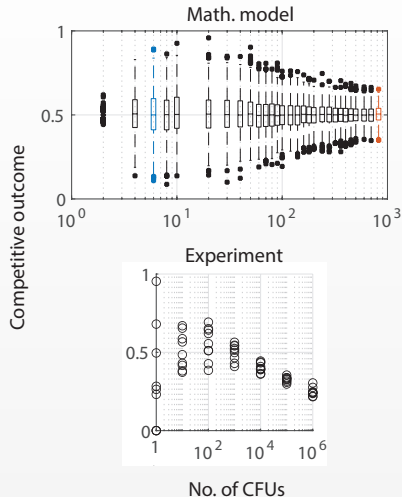 Math. model
1
0.5
0
10^0 10^1 10^2 10^3
Competitive outcome
Experiment
1
0.5
0
1 10^2 10^4 10^6
No. of CFUs